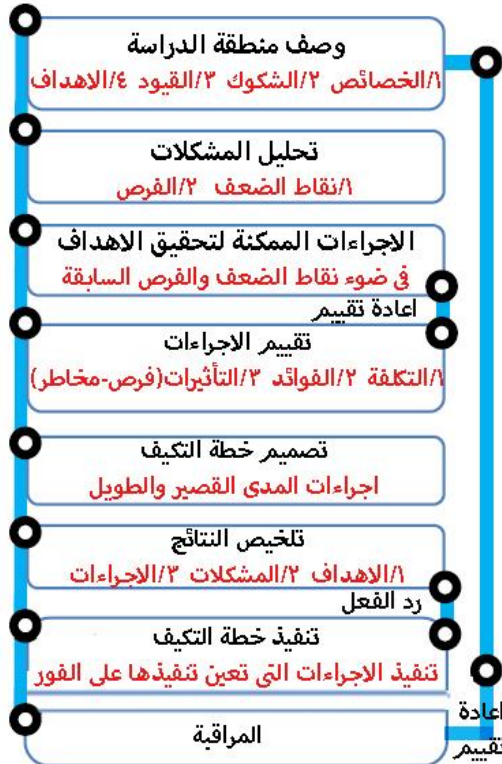 وصف منطقة الدراسة
١/الخصائص ٢/الشكوك ٣/القيود ٤/الاهداف
تحليل المشكلات
١/نقاط الضعف ٢/الفرص
الاجراءات الممكنة لتحقيق الاهداف
فى ضوء نقاط الضعف والفرص السابقة
اعادة تقييم
تقييم الاجراءات
١/التكلفة ٢/الفوائد ٣/التأثيرات(فرص-مخاطر)
تصميم خطة التكيف
اجراءات المدى القصير والطويل
تلخيص النتائج
١/الاهداف ٢/المشكلات ٣/الاجراءات
رد الفعل
تنفيذ خطة التكيف
تنفيذ الاجراءات التى تعين تنفيذها على الفور
المراقبة
اعادة
تقييم